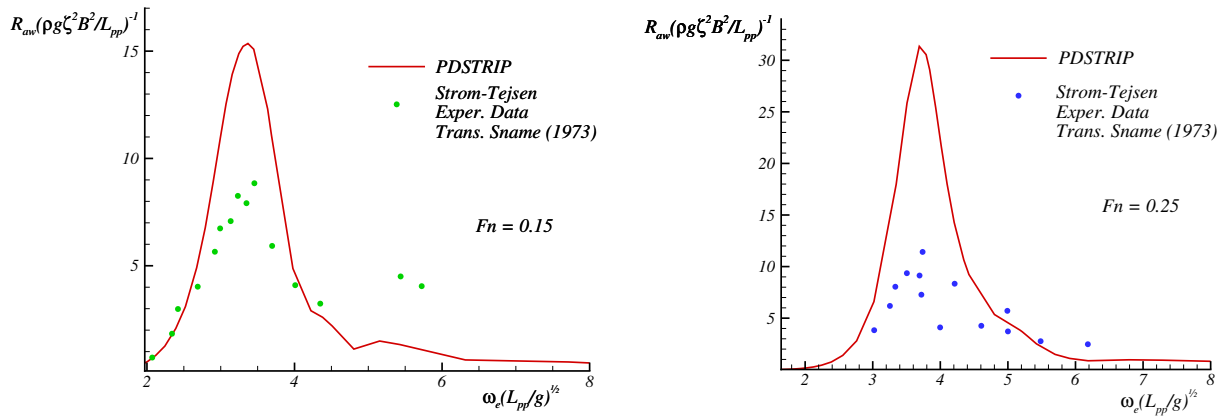 R_aw(ρgζ²B²/L_pp)⁻¹
15
10
5
2
4
6
8
ω_e(L_pp/g)^½
PDSTRIP
Strom-Tejsen
Exper. Data
Trans. Sname (1973)
Fn = 0.15
R_aw(ρgζ²B²/L_pp)⁻¹
30
25
20
15
10
5
2
3
4
5
6
7
8
ω_e(L_pp/g)^½
PDSTRIP
Strom-Tejsen
Exper. Data
Trans. Sname (1973)
Fn = 0.25